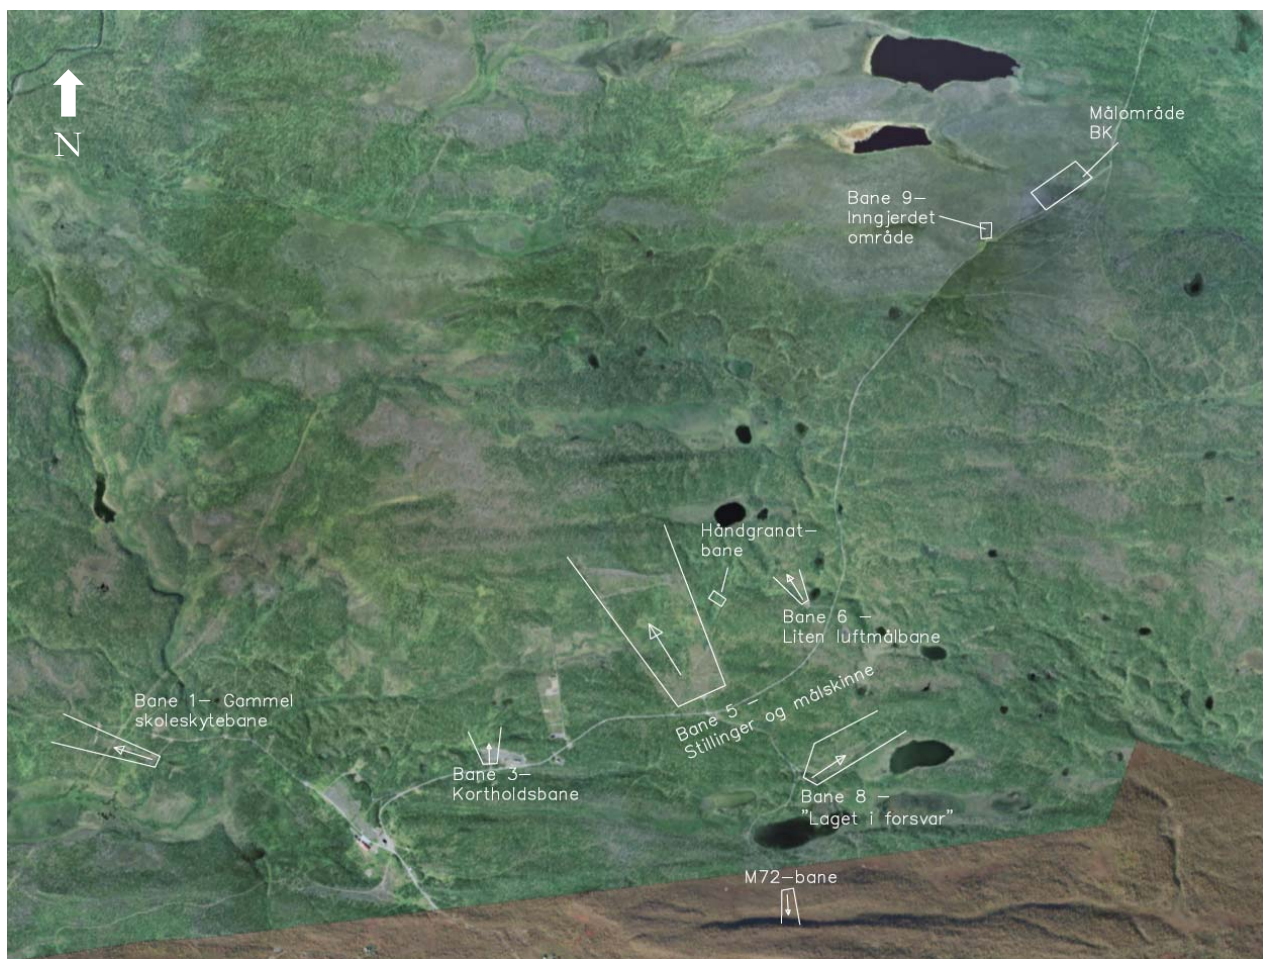 N
Målområde
BK
Bane 9–
Inngjerdet
område
Håndgranat–
bane
Bane 6 –
Liten luftmålbane
Bane 5 –
Stillinger og målskinne
Bane 1– Gammel
skoleskytebane
Bane 3–
Kortholdsbane
Bane 8 –
"Laget i forsvar"
M72–bane